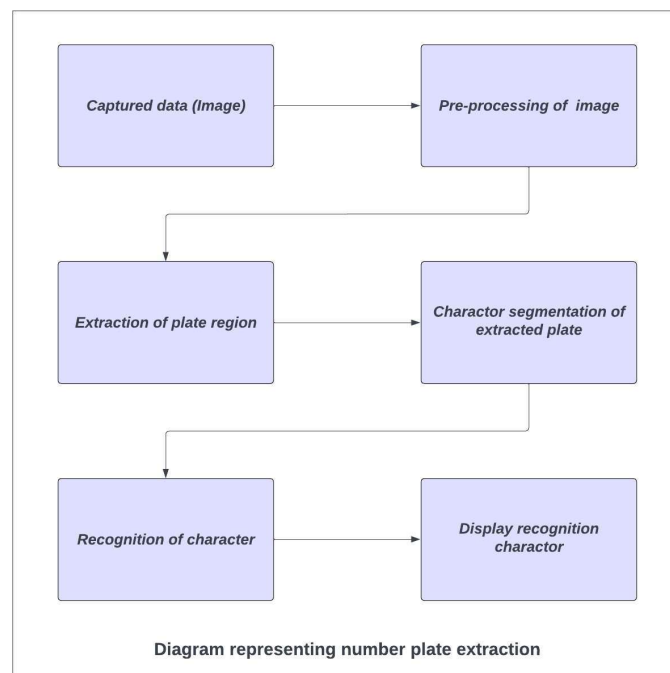 Captured data (Image)
Pre-processing of image
Extraction of plate region
Charactor segmentation of
extracted plate
Recognition of character
Display recognition
charactor
Diagram representing number plate extraction